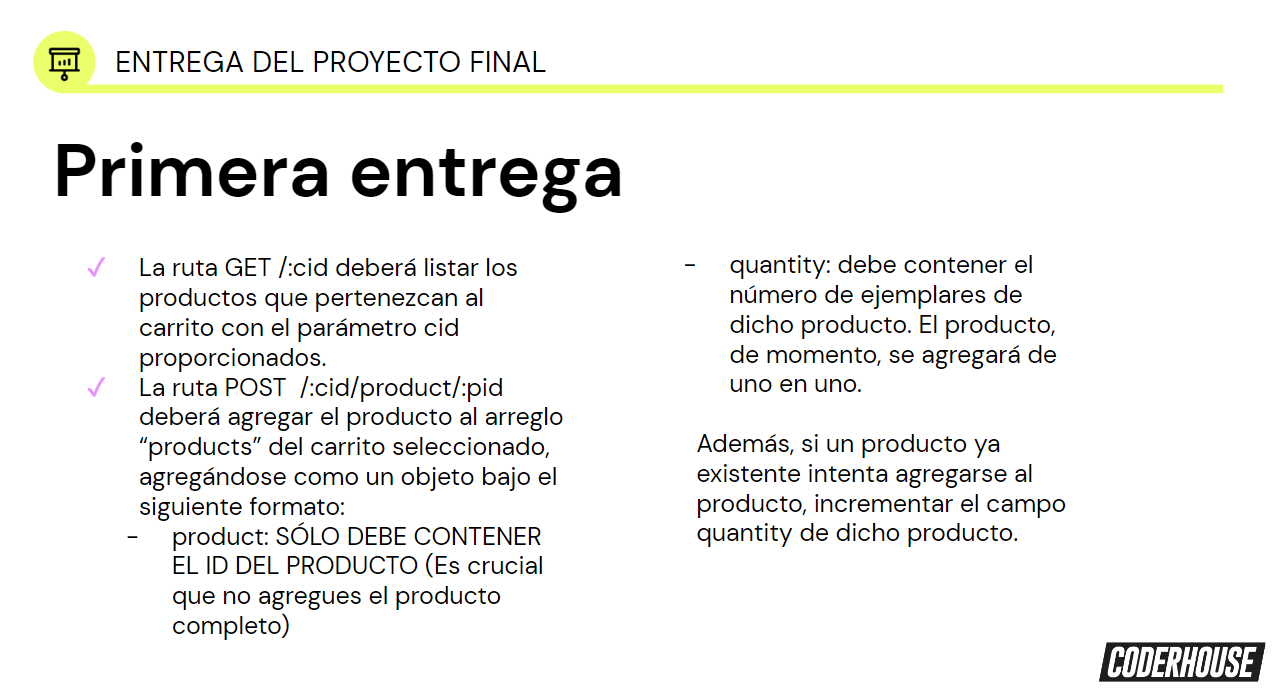 ENTREGA DEL PROYECTO FINAL
Primera entrega
✓ La ruta GET /:cid deberá listar los
productos que pertenezcan al
carrito con el parámetro cid
proporcionados.
✓ La ruta POST  /:cid/product/:pid
deberá agregar el producto al arreglo
“products” del carrito seleccionado,
agregándose como un objeto bajo el
siguiente formato:
- product: SÓLO DEBE CONTENER
EL ID DEL PRODUCTO (Es crucial
que no agregues el producto
completo)
- quantity: debe contener el
número de ejemplares de
dicho producto. El producto,
de momento, se agregará de
uno en uno.
Además, si un producto ya
existente intenta agregarse al
producto, incrementar el campo
quantity de dicho producto.
CODERHOUSE